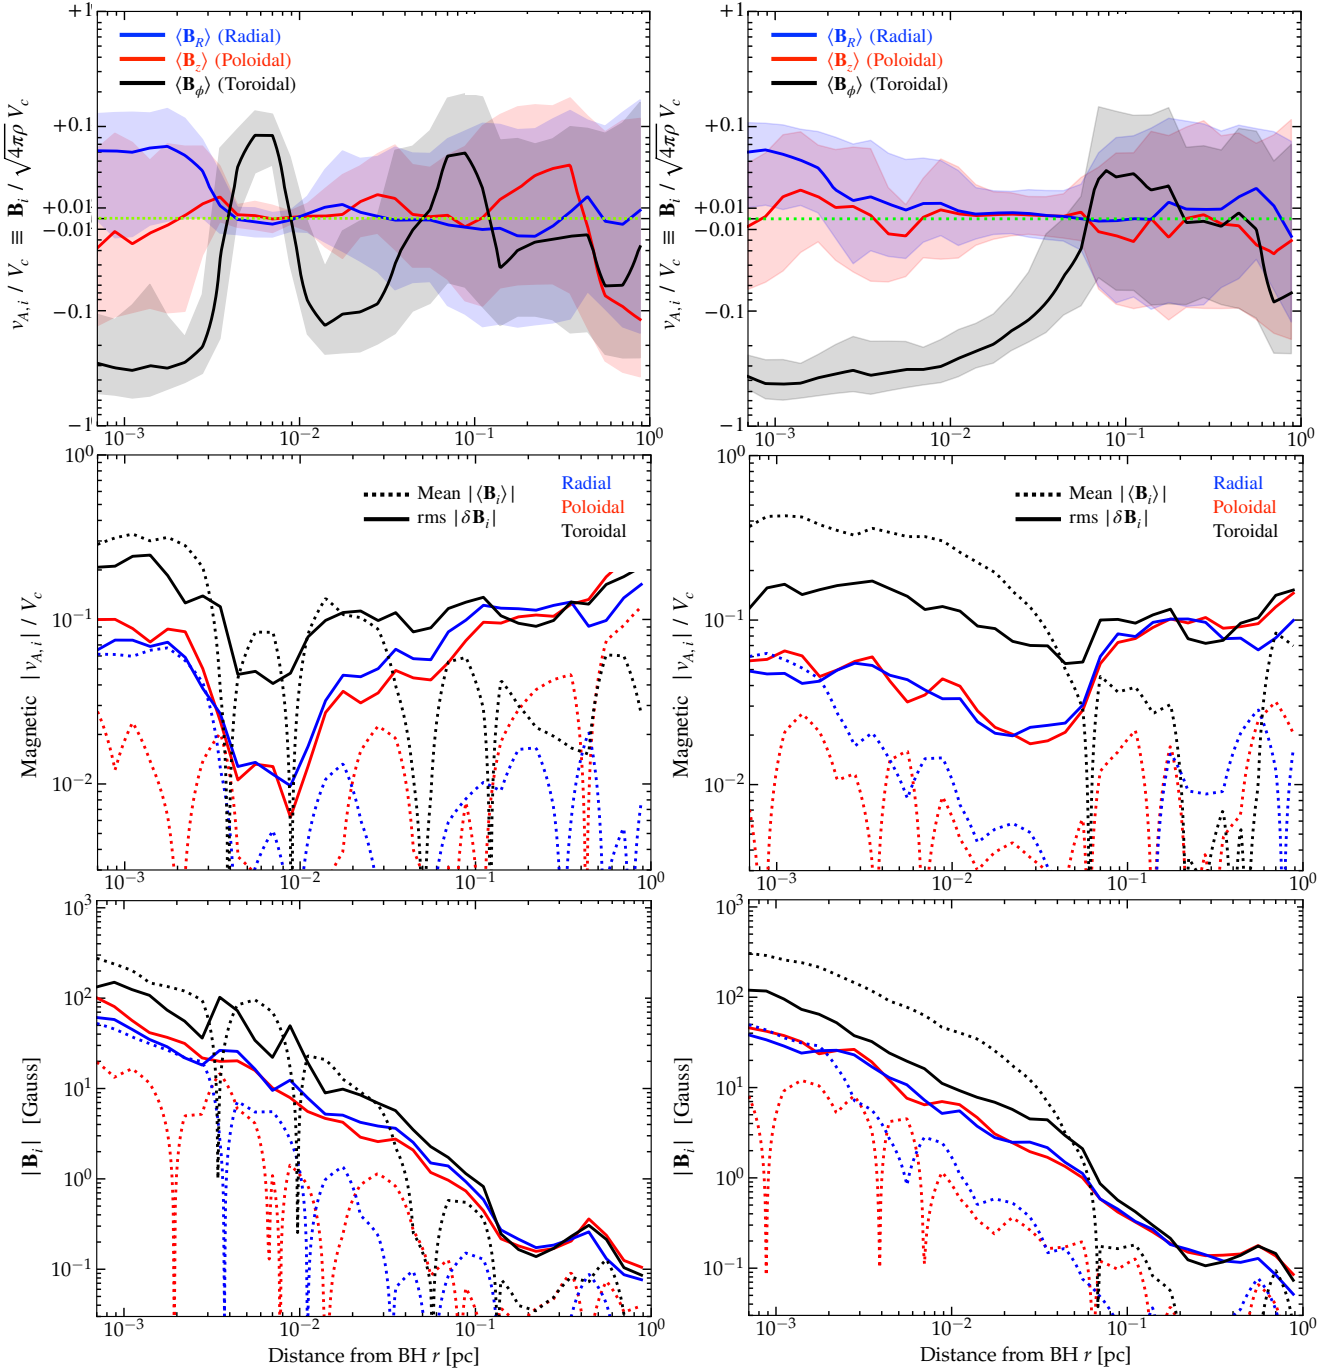 +1
+0.1
+0.01
−0.01
−0.1
−1
v_{A,i} / V_c ≡ B_i / √4πρ V_c
⟨B_R⟩ (Radial)
⟨B_z⟩ (Poloidal)
⟨B_ϕ⟩ (Toroidal)
10^{−3} 10^{−2} 10^{−1} 10^0
+1
+0.1
+0.01
−0.01
−0.1
−1
v_{A,i} / V_c ≡ B_i / √4πρ V_c
⟨B_R⟩ (Radial)
⟨B_z⟩ (Poloidal)
⟨B_ϕ⟩ (Toroidal)
10^{−3} 10^{−2} 10^{−1} 10^0
10^0
10^{−1}
10^{−2}
Magnetic |v_{A,i}| / V_c
Mean |⟨B_i⟩|
rms |δB_i|
Radial
Poloidal
Toroidal
10^{−3} 10^{−2} 10^{−1} 10^0
10^0
10^{−1}
10^{−2}
Magnetic |v_{A,i}| / V_c
Mean |⟨B_i⟩|
rms |δB_i|
Radial
Poloidal
Toroidal
10^{−3} 10^{−2} 10^{−1} 10^0
10^3
10^2
10^1
10^0
10^{−1}
|B_i| [Gauss]
10^{−3} 10^{−2} 10^{−1} 10^0
Distance from BH r [pc]
10^3
10^2
10^1
10^0
10^{−1}
|B_i| [Gauss]
10^{−3} 10^{−2} 10^{−1} 10^0
Distance from BH r [pc]